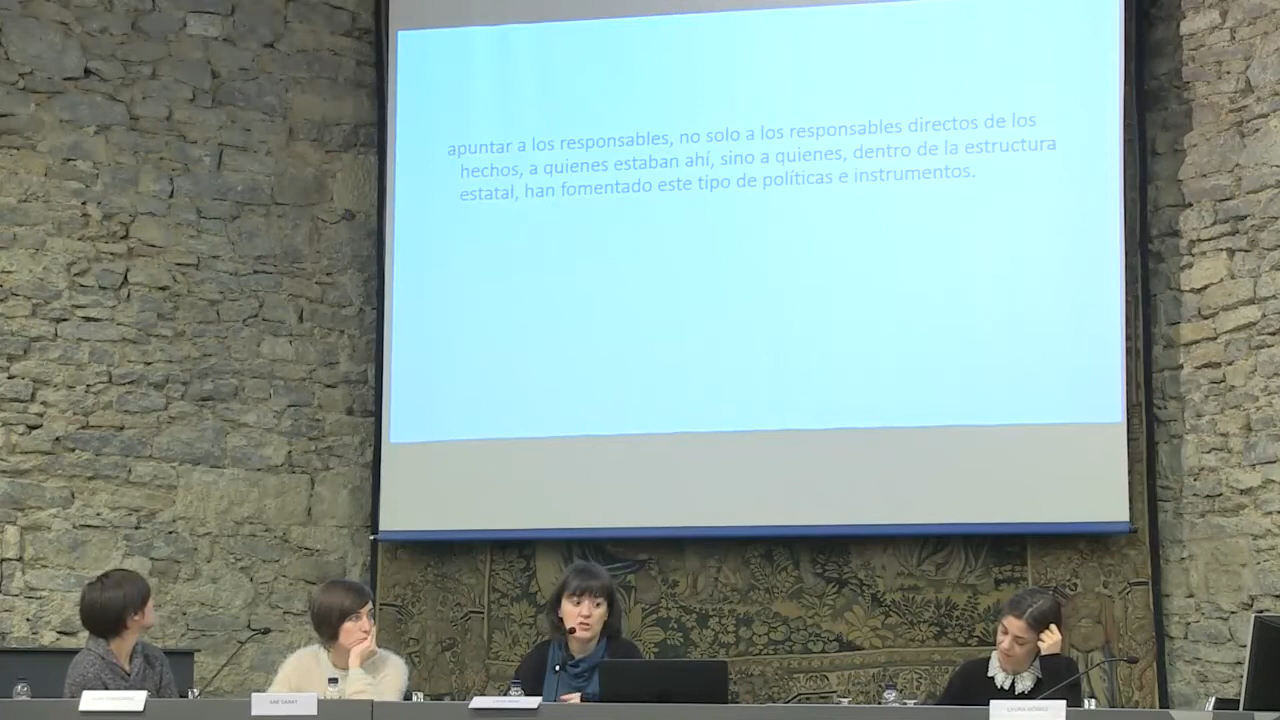 apuntar a los responsables, no solo a los responsables directos de los
hechos, a quienes estaban ahí, sino a quienes, dentro de la estructura
estatal, han fomentado este tipo de políticas e instrumentos.